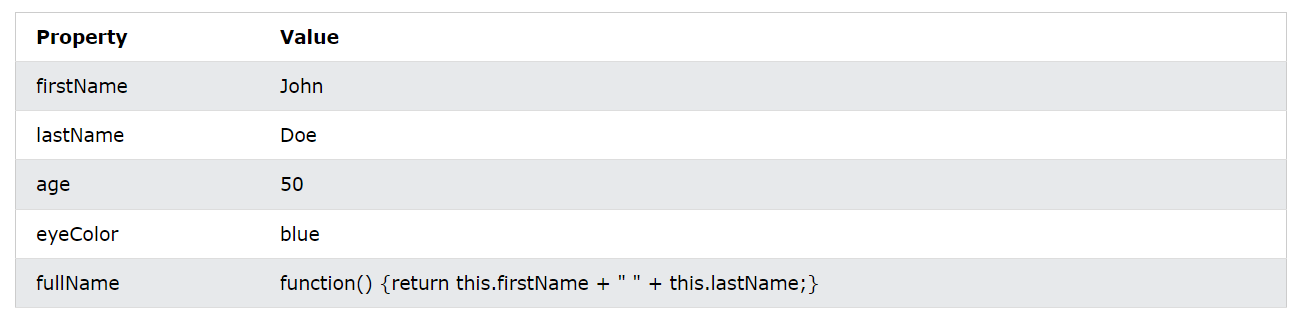 Property Value
firstName John
lastName Doe
age 50
eyeColor blue
fullName function() {return this.firstName + " " + this.lastName;}